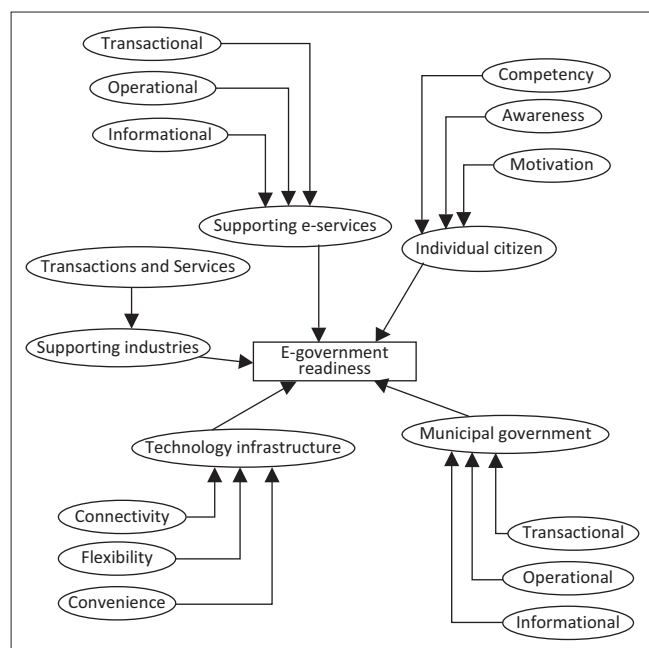 Transactional
Operational
Informational
Competency
Awareness
Motivation
Supporting e-services
Individual citizen
Transactions and Services
Supporting industries
E-government
readiness
Technology infrastructure
Municipal government
Connectivity
Flexibility
Convenience
Transactional
Operational
Informational